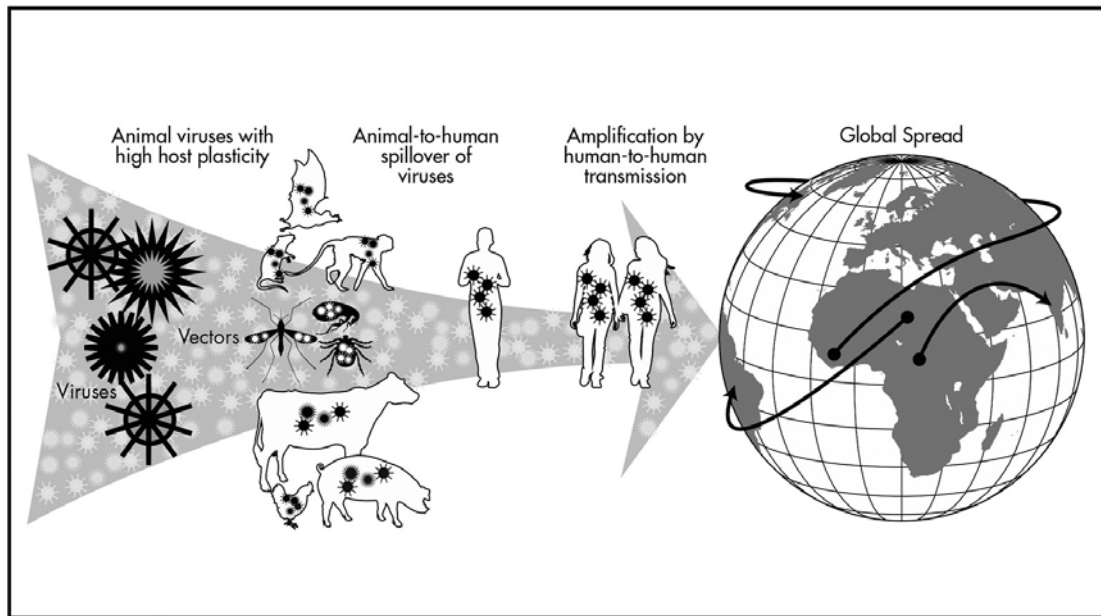 Animal viruses with
high host plasticity
Animal-to-human
spillover of
viruses
Amplification by
human-to-human
transmission
Global Spread
Vectors
Viruses